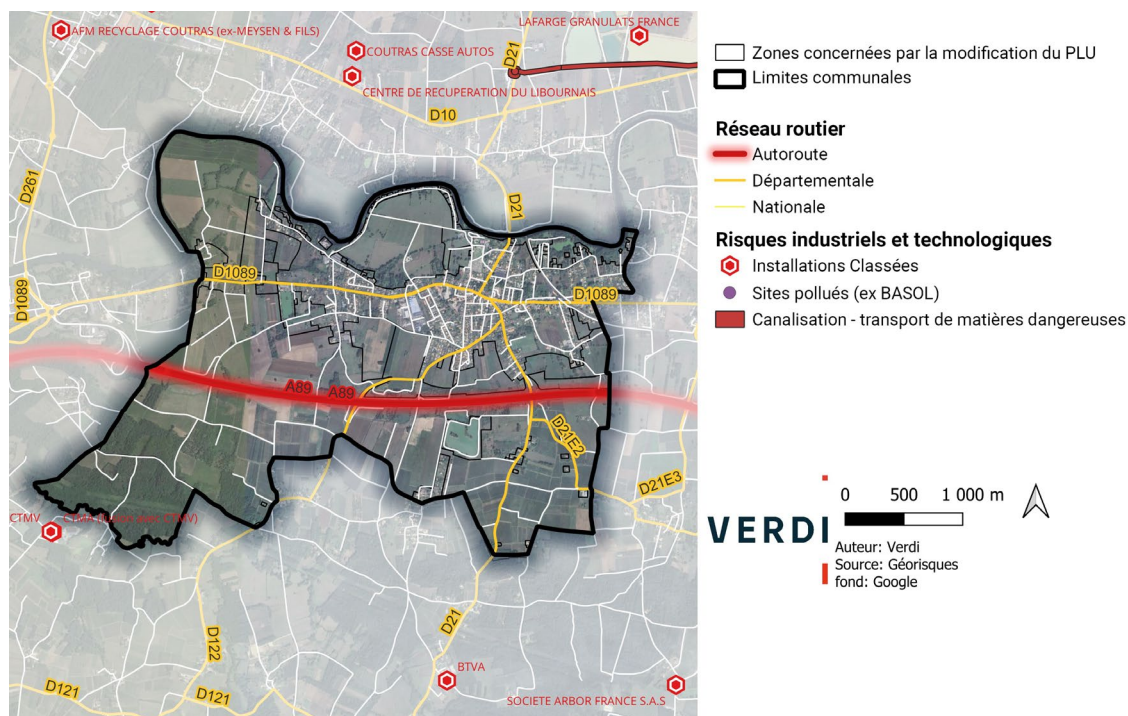 LAFARGE GRANULATS FRANCE
AFM RECYCLAGE COUTRAS (ex-MEYSEN & FILS)
COUTRAS CASSE AUTOS
D21
CENTRE DE RECUPERATION DU LIBOURNAIS
D10
D261
D21
D1089
D1089
D1089
A89
A89
D21E2
D21E3
CTMV
D21
D122
BTVA
D121
D121
SOCIETE ARBOR FRANCE S.A.S
Zones concernées par la modification du PLU
Limites communales
Réseau routier
Autoroute
Départementale
Nationale
Risques industriels et technologiques
Installations Classées
Sites pollués (ex BASOL)
Canalisation - transport de matières dangereuses
0 500 1 000 m
VERDI
Auteur: Verdi
Source: Géorisques
fond: Google